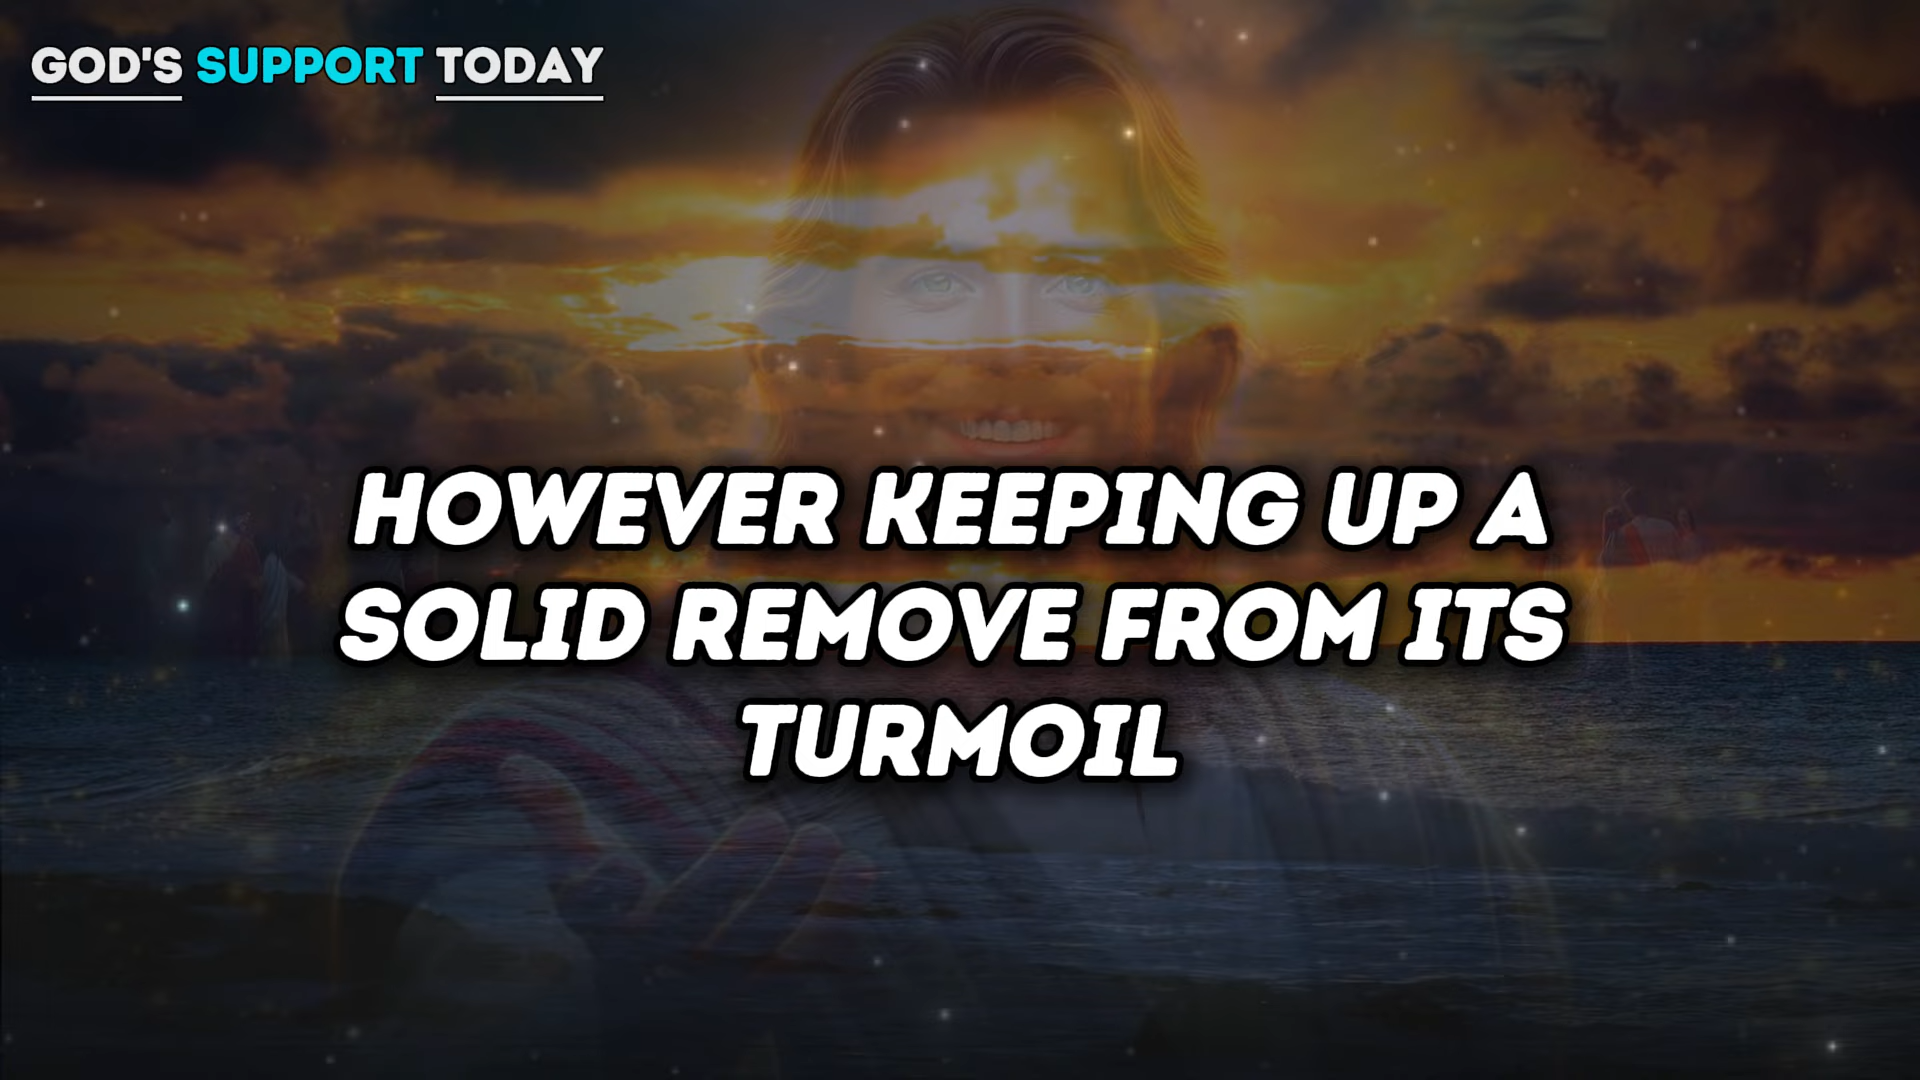 GOD'S SUPPORT TODAY
HOWEVER KEEPING UP A
SOLID REMOVE FROM ITS
TURMOIL